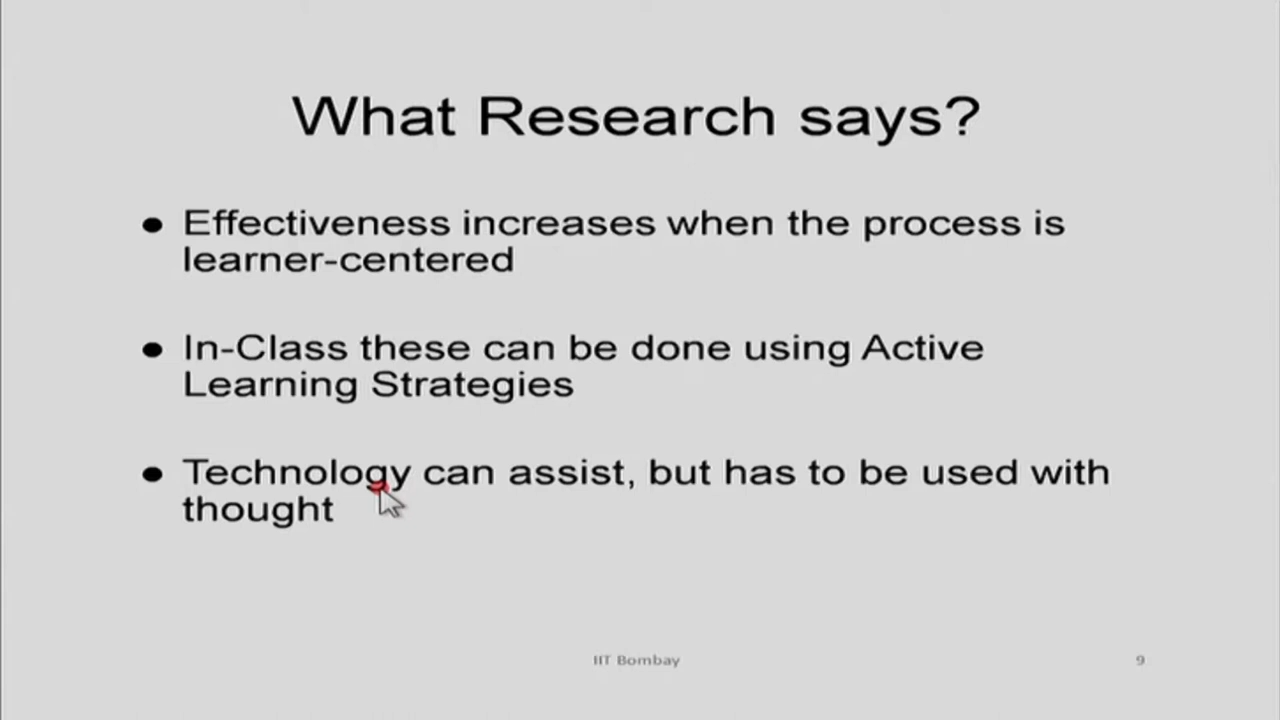 What Research says?
● Effectiveness increases when the process is
learner-centered
● In-Class these can be done using Active
Learning Strategies
● Technology can assist, but has to be used with
thought
IIT Bombay
9